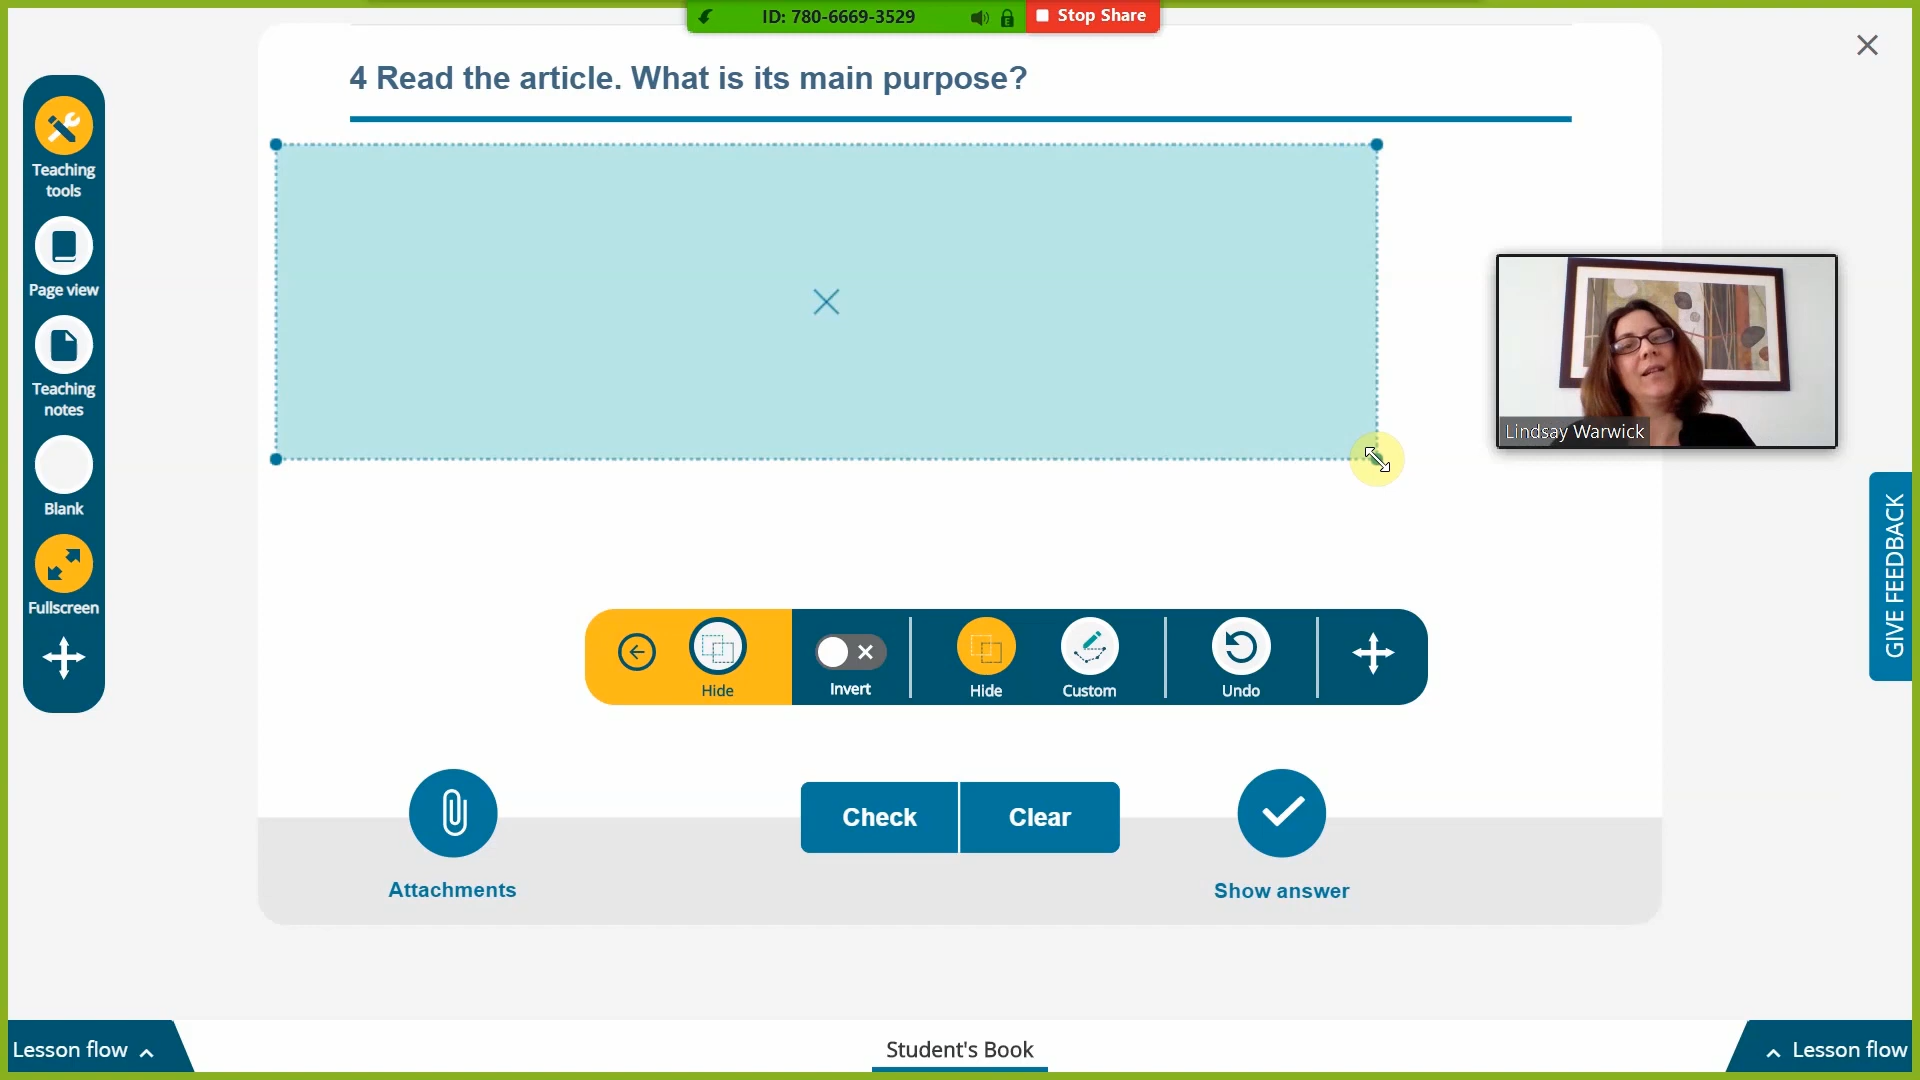 ID: 780-6669-3529
Stop Share
4 Read the article. What is its main purpose?
Teaching
tools
Page view
Teaching
notes
Blank
Fullscreen
Lindsay Warwick
GIVE FEEDBACK
Hide
Invert
Hide
Custom
Undo
Check
Clear
Attachments
Show answer
Lesson flow
Student's Book
Lesson flow